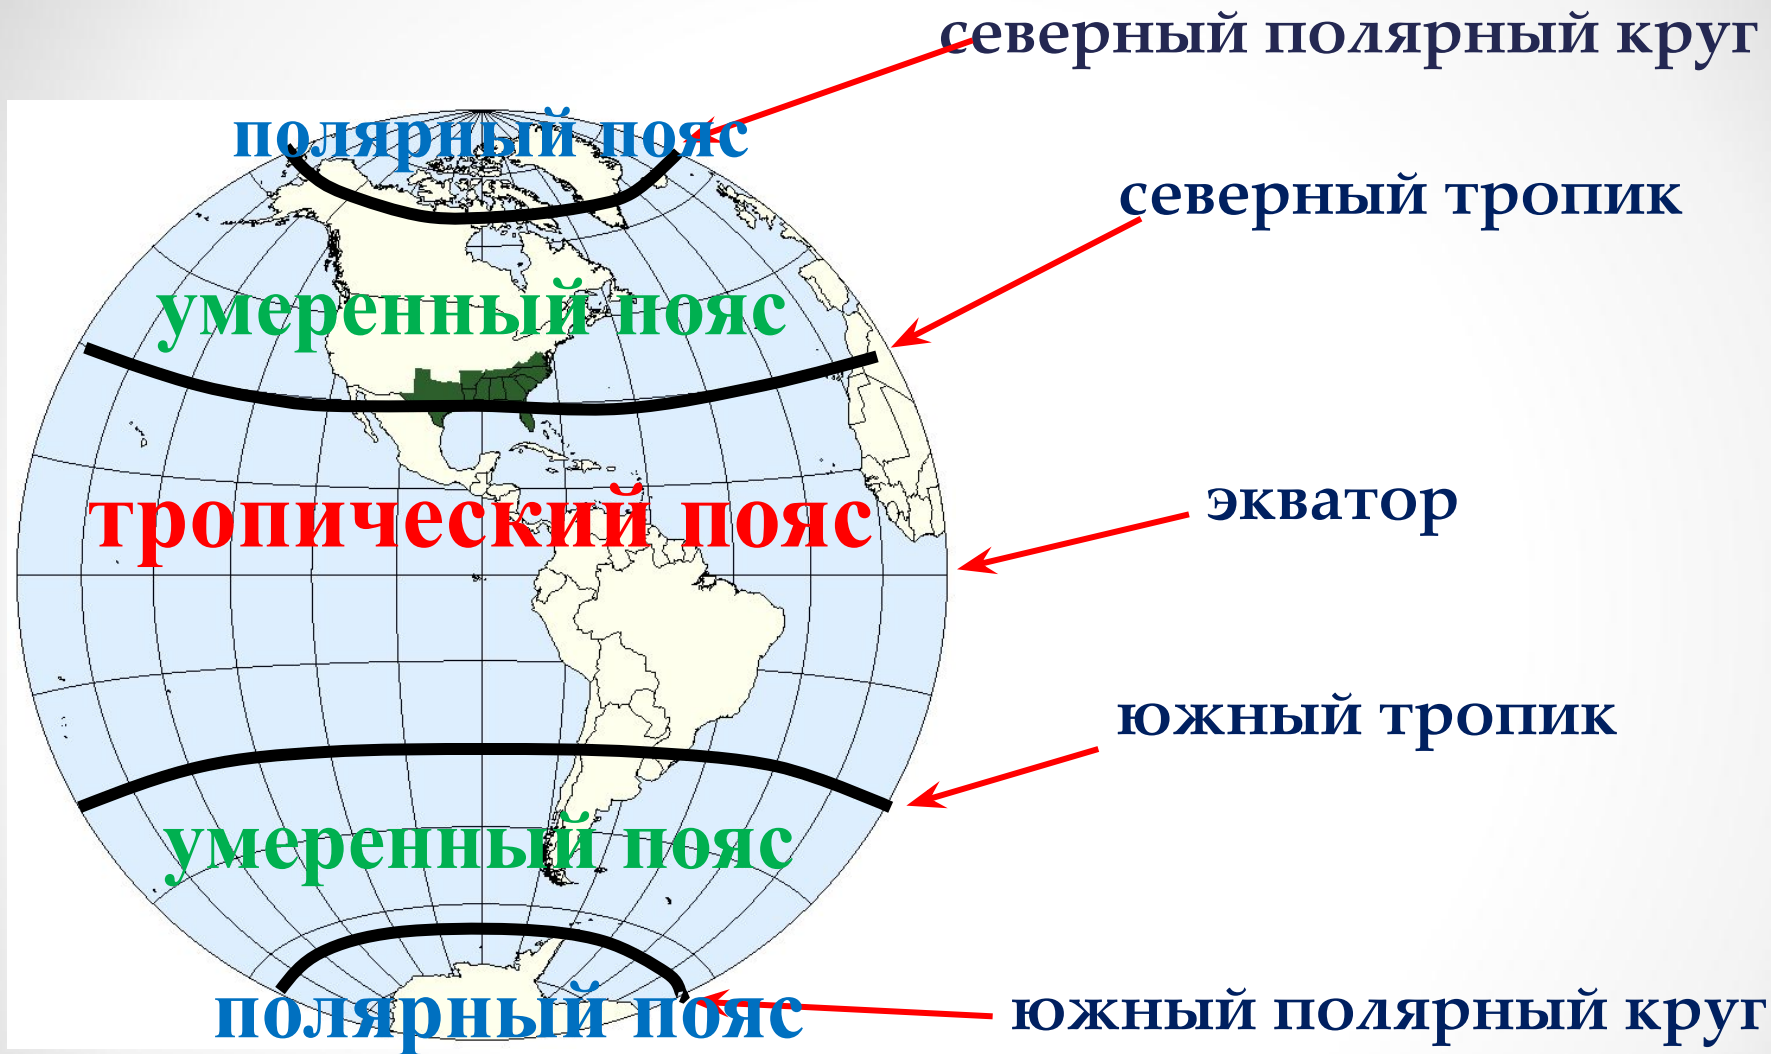 северный полярный круг
полярный пояс
северный тропик
умеренный пояс
экватор
тропический пояс
южный тропик
умеренный пояс
южный полярный круг
полярный пояс